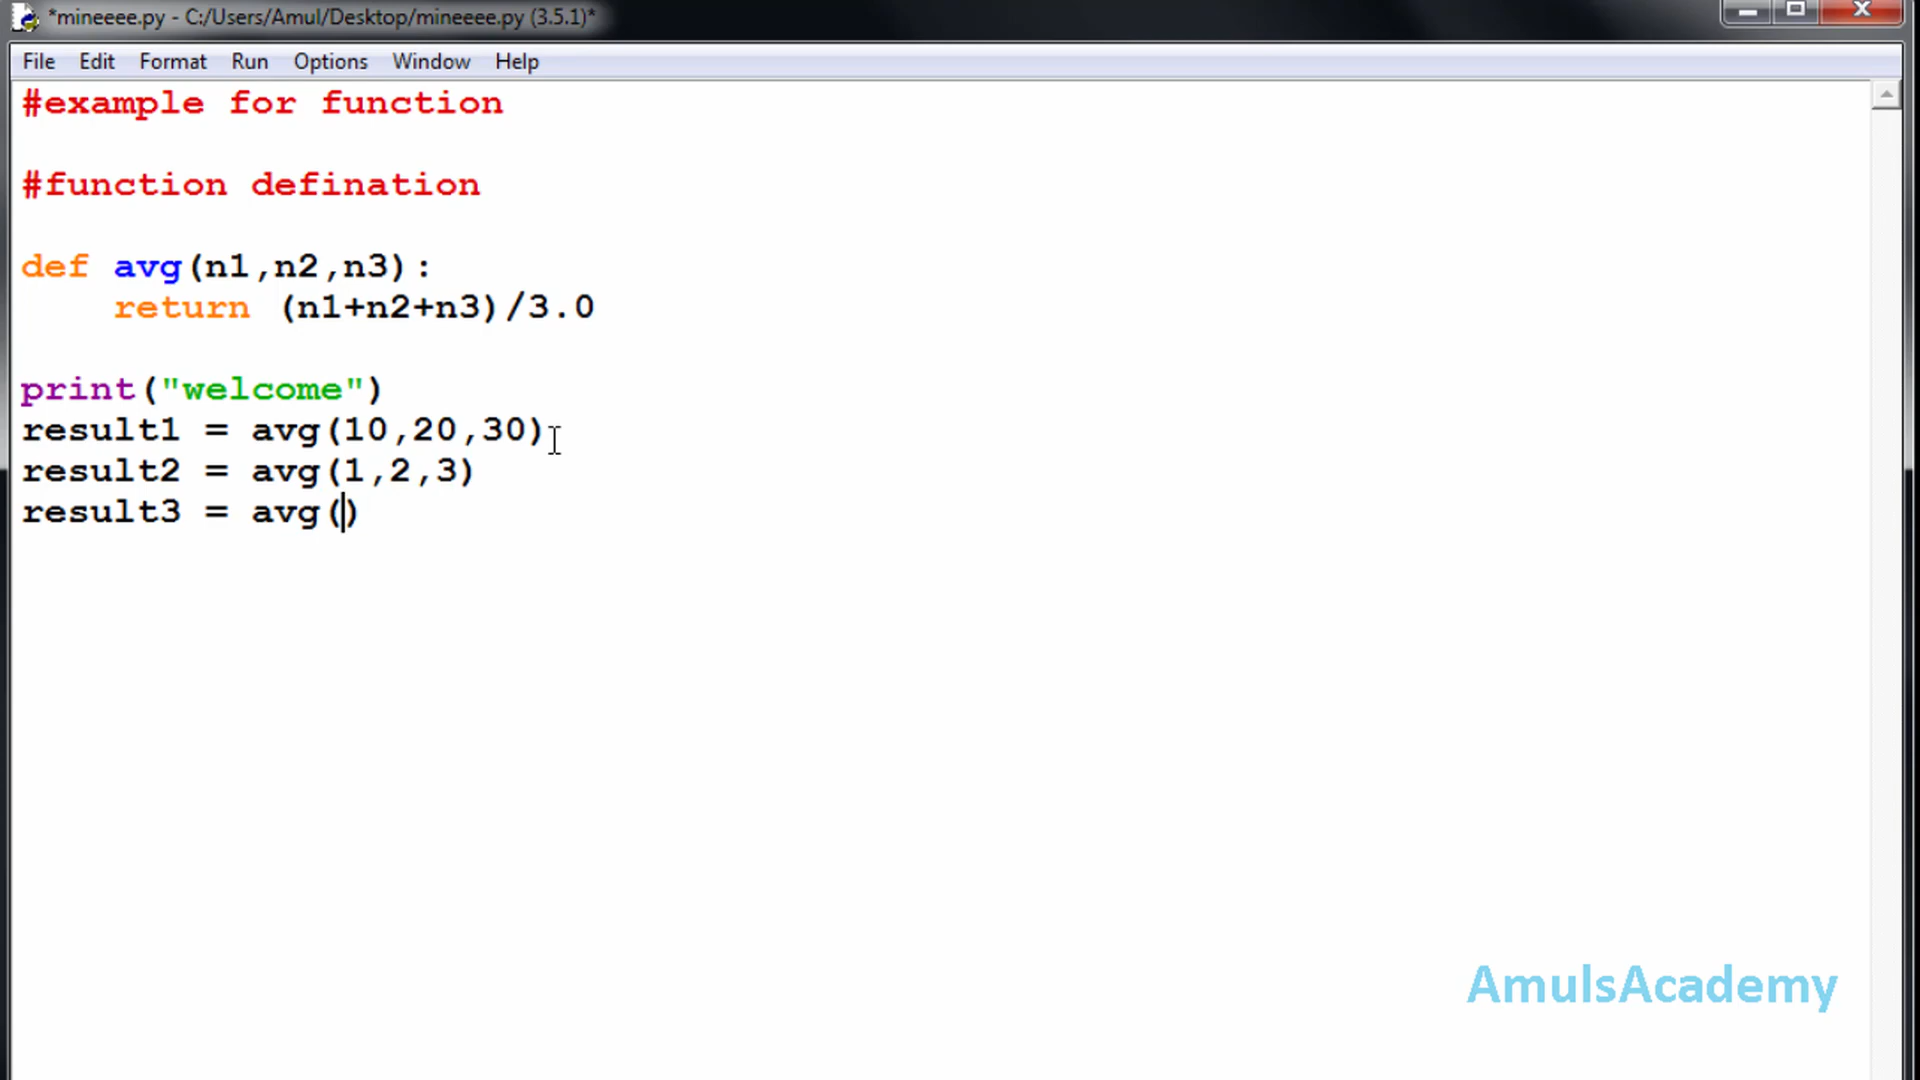 *mineeee.py - C:/Users/Amul/Desktop/mineeee.py (3.5.1)*
File Edit Format Run Options Window Help
#example for function
#function defination
def avg(n1,n2,n3):
    return (n1+n2+n3)/3.0
print("welcome")
result1 = avg(10,20,30)
result2 = avg(1,2,3)
result3 = avg()
AmulsAcademy